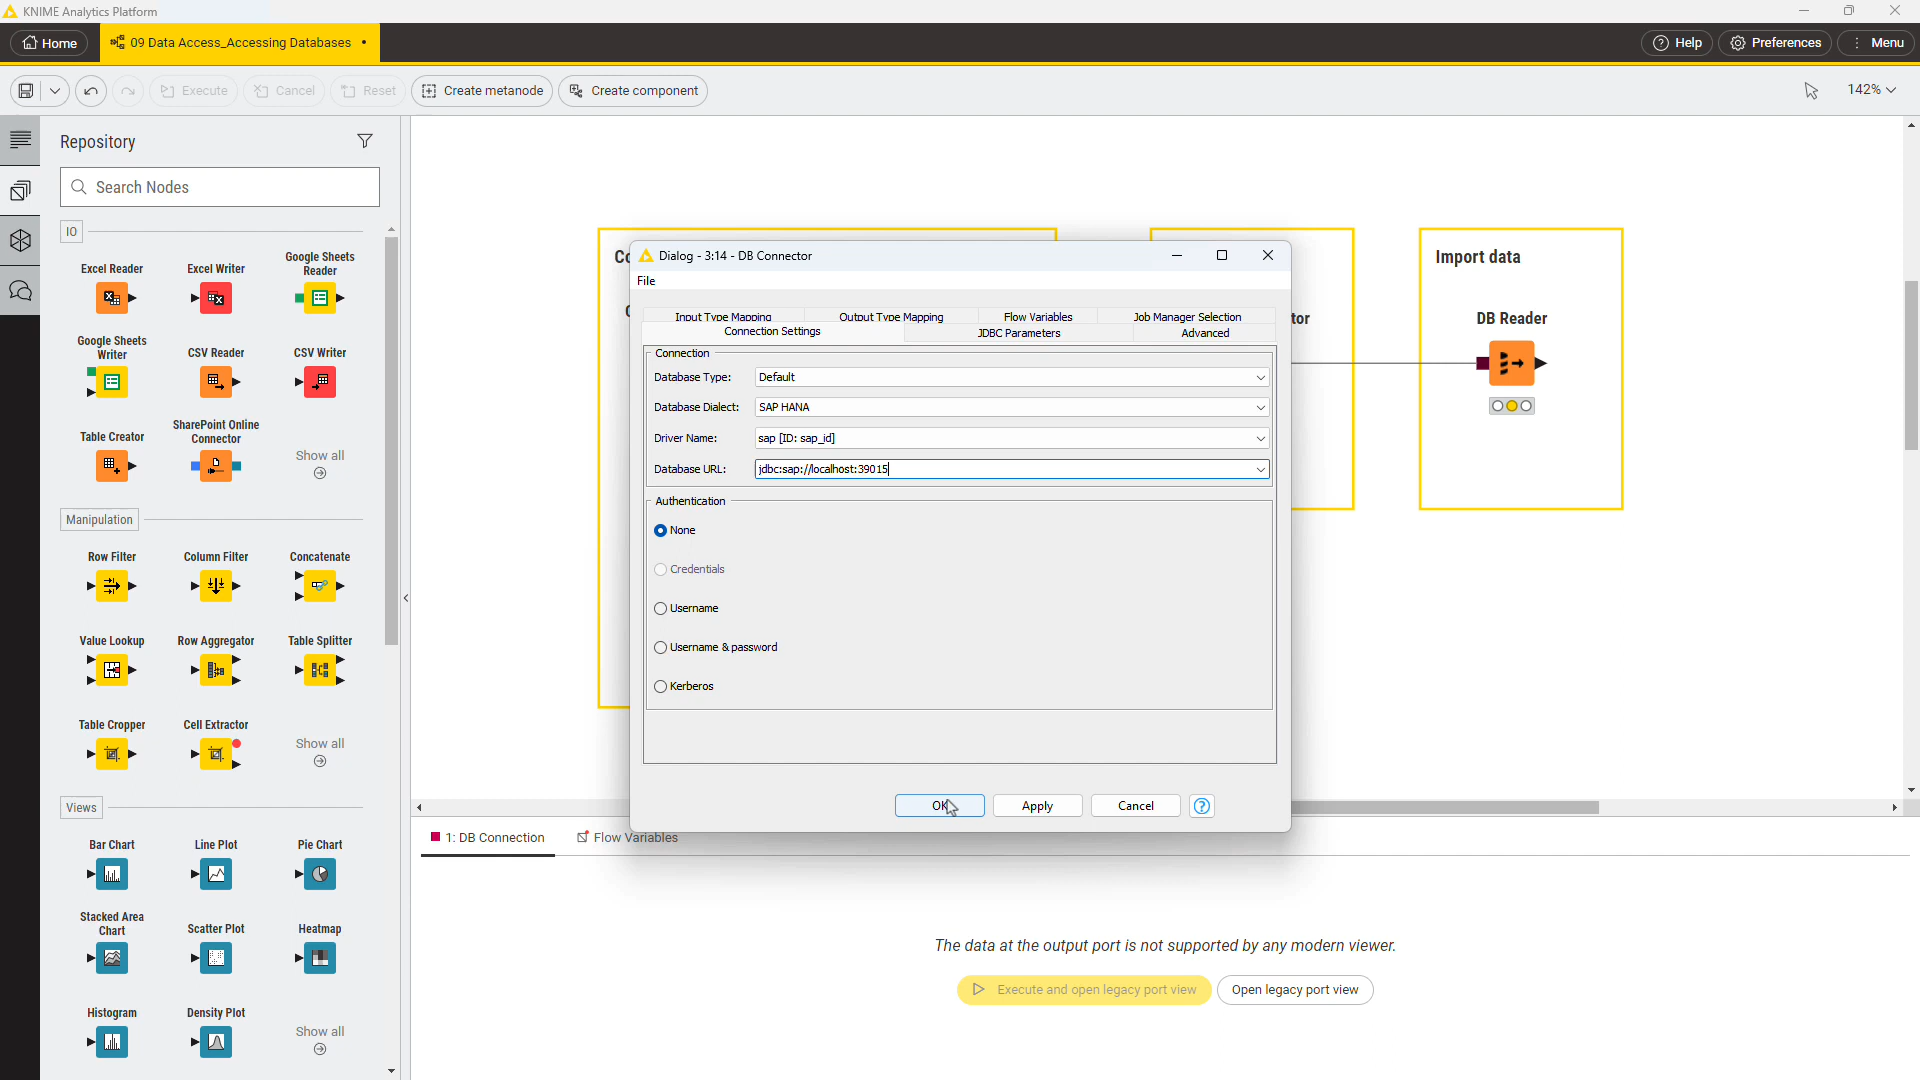 KNIME Analytics Platform
Home
09 Data Access_Accessing Databases •
Help
Preferences
Menu
Execute
Cancel
Reset
Create metanode
Create component
142%
Repository
Search Nodes
IO
Excel Reader
Excel Writer
Google Sheets
Reader
Google Sheets
Writer
CSV Reader
CSV Writer
Table Creator
SharePoint Online
Connector
Show all
Manipulation
Row Filter
Column Filter
Concatenate
Value Lookup
Row Aggregator
Table Splitter
Table Cropper
Cell Extractor
Show all
Views
Bar Chart
Line Plot
Pie Chart
Stacked Area
Chart
Scatter Plot
Heatmap
Histogram
Density Plot
Show all
Dialog - 3:14 - DB Connector
File
Input Type Mapping
Output Type Mapping
Flow Variables
Job Manager Selection
Connection Settings
JDBC Parameters
Advanced
Connection
Database Type:
Default
Database Dialect:
SAP HANA
Driver Name:
sap [ID: sap_id]
Database URL:
jdbc:sap://localhost:39015
Authentication
None
Credentials
Username
Username & password
Kerberos
OK
Apply
Cancel
tor
Import data
DB Reader
1: DB Connection
Flow Variables
The data at the output port is not supported by any modern viewer.
Execute and open legacy port view
Open legacy port view